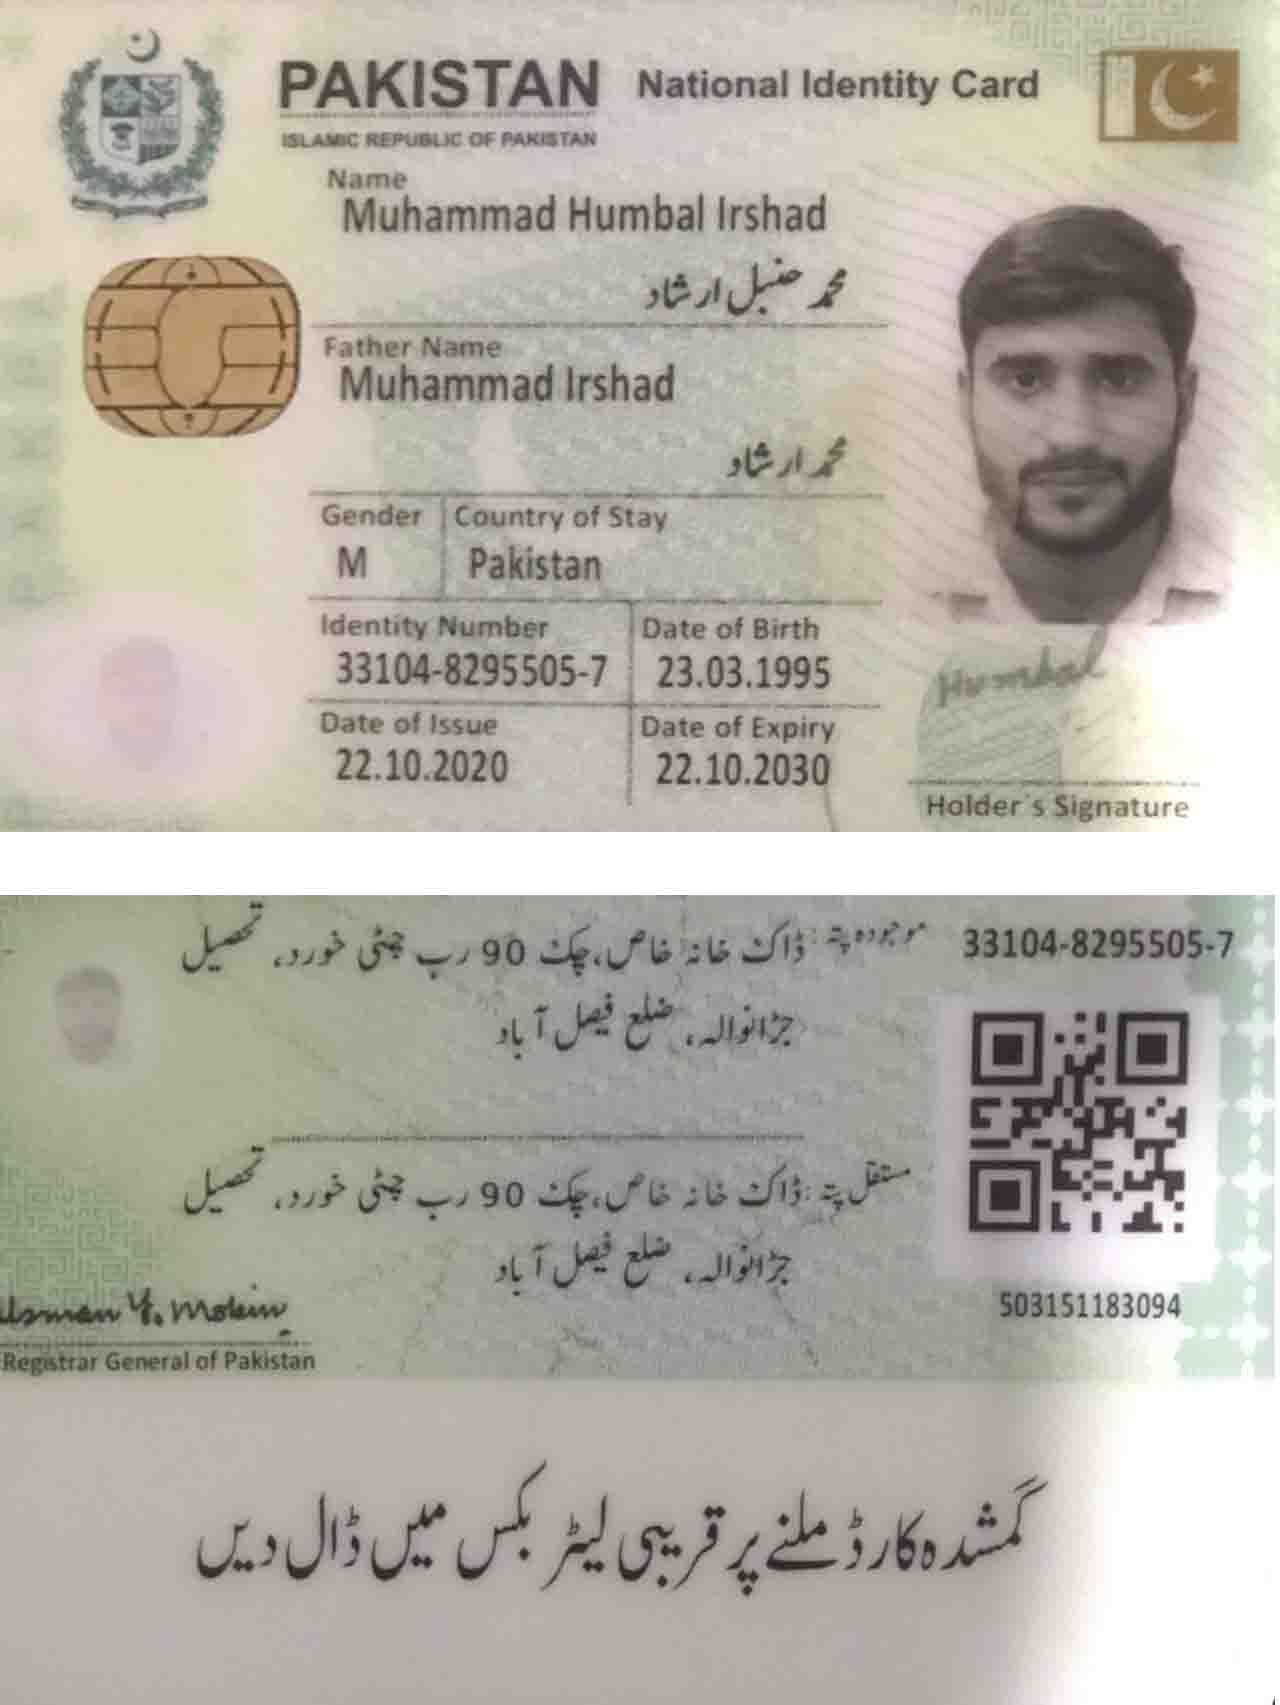 PAKISTAN National Identity Card
ISLAMIC REPUBLIC OF PAKISTAN
Name
Muhammad Humbal Irshad
محمد حنبل ارشاد
Father Name
Muhammad Irshad
محمد ارشاد
Gender Country of Stay
M Pakistan
Identity Number Date of Birth
33104-8295505-7 23.03.1995
Date of Issue Date of Expiry
22.10.2020 22.10.2030
Humbal
Holder's Signature
33104-8295505-7
موجودہ پتہ: ڈاک خانہ خاص، چک 90 رب چٹی خورد، تحصیل
جڑانوالہ، ضلع فیصل آباد
مستقل پتہ: ڈاک خانہ خاص، چک 90 رب چٹی خورد، تحصیل
جڑانوالہ، ضلع فیصل آباد
503151183094
Usman Y. Mobin
Registrar General of Pakistan
گمشدہ کارڈ ملنے پر قریبی لیٹر بکس میں ڈال دیں